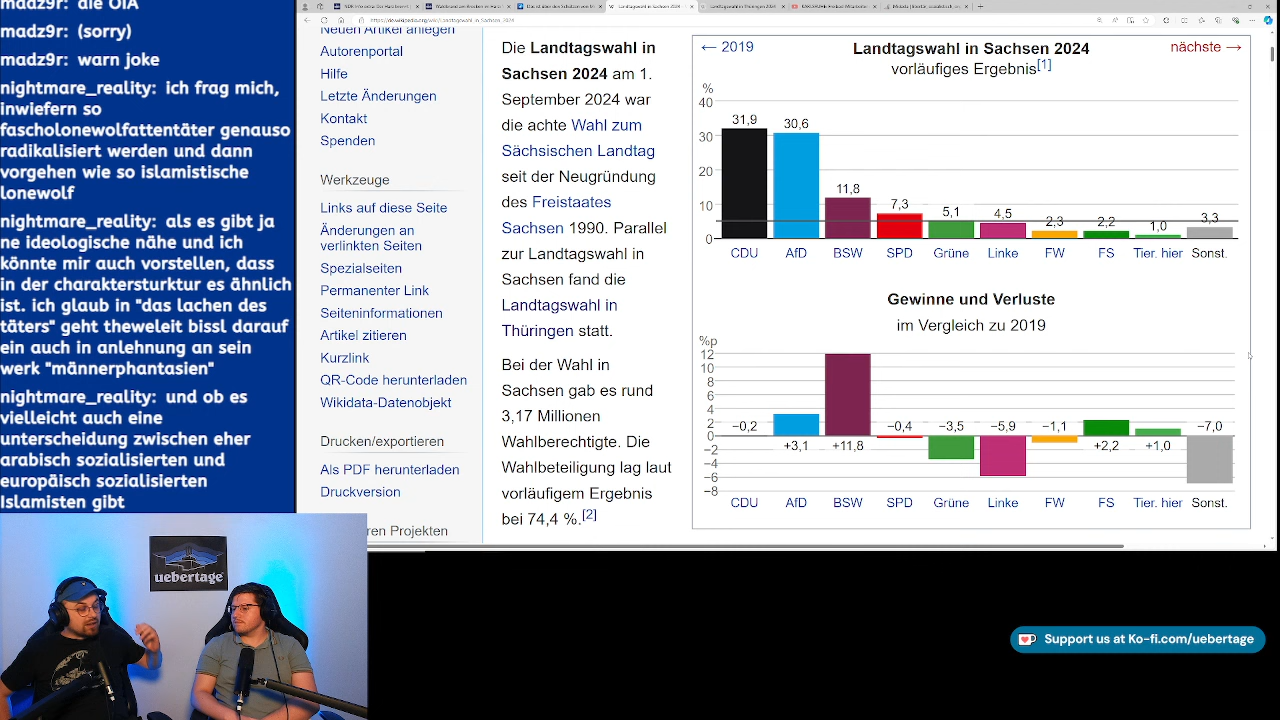 madz9r: die OIA
madz9r: (sorry)
madz9r: warn joke
nightmare_reality: ich frag mich,
inwiefern so
fascholonewolfattentäter genauso
radikalisiert werden und dann
vorgehen wie so islamistische
lonewolf
nightmare_reality: als es gibt ja
ne ideologische nähe und ich
könnte mir auch vorstellen, dass
in der charaktersturktur es ähnlich
ist. ich glaub in "das lachen des
täters" geht theweleit bissl darauf
ein auch in anlehnung an sein
werk "männerphantasien"
nightmare_reality: und ob es
vielleicht auch eine
unterscheidung zwischen eher
arabisch sozialisierten und
europäisch sozialisierten
Islamisten gibt
Neuen Artikel anlegen
Autorenportal
Hilfe
Letzte Änderungen
Kontakt
Spenden
Werkzeuge
Links auf diese Seite
Änderungen an
verlinkten Seiten
Spezialseiten
Permanenter Link
Seiteninformationen
Artikel zitieren
Kurzlink
QR-Code herunterladen
Wikidata-Datenobjekt
Drucken/exportieren
Als PDF herunterladen
Druckversion
ren Projekten
Die Landtagswahl in
Sachsen 2024 am 1.
September 2024 war
die achte Wahl zum
Sächsischen Landtag
seit der Neugründung
des Freistaates
Sachsen 1990. Parallel
zur Landtagswahl in
Sachsen fand die
Landtagswahl in
Thüringen statt.
Bei der Wahl in
Sachsen gab es rund
3,17 Millionen
Wahlberechtigte. Die
Wahlbeteiligung lag laut
vorläufigem Ergebnis
bei 74,4 %.[2]
← 2019 Landtagswahl in Sachsen 2024 nächste →
vorläufiges Ergebnis[1]
%
40
30
20
10
0
31,9 30,6 11,8 7,3 5,1 4,5 2,3 2,2 1,0 3,3
CDU AfD BSW SPD Grüne Linke FW FS Tier. hier Sonst.
Gewinne und Verluste
im Vergleich zu 2019
%p
12
10
8
6
4
2
0
−2
−4
−6
−8
−0,2 +3,1 +11,8 −0,4 −3,5 −5,9 −1,1 +2,2 +1,0 −7,0
CDU AfD BSW SPD Grüne Linke FW FS Tier. hier Sonst.
uebertage
Support us at Ko-fi.com/uebertage